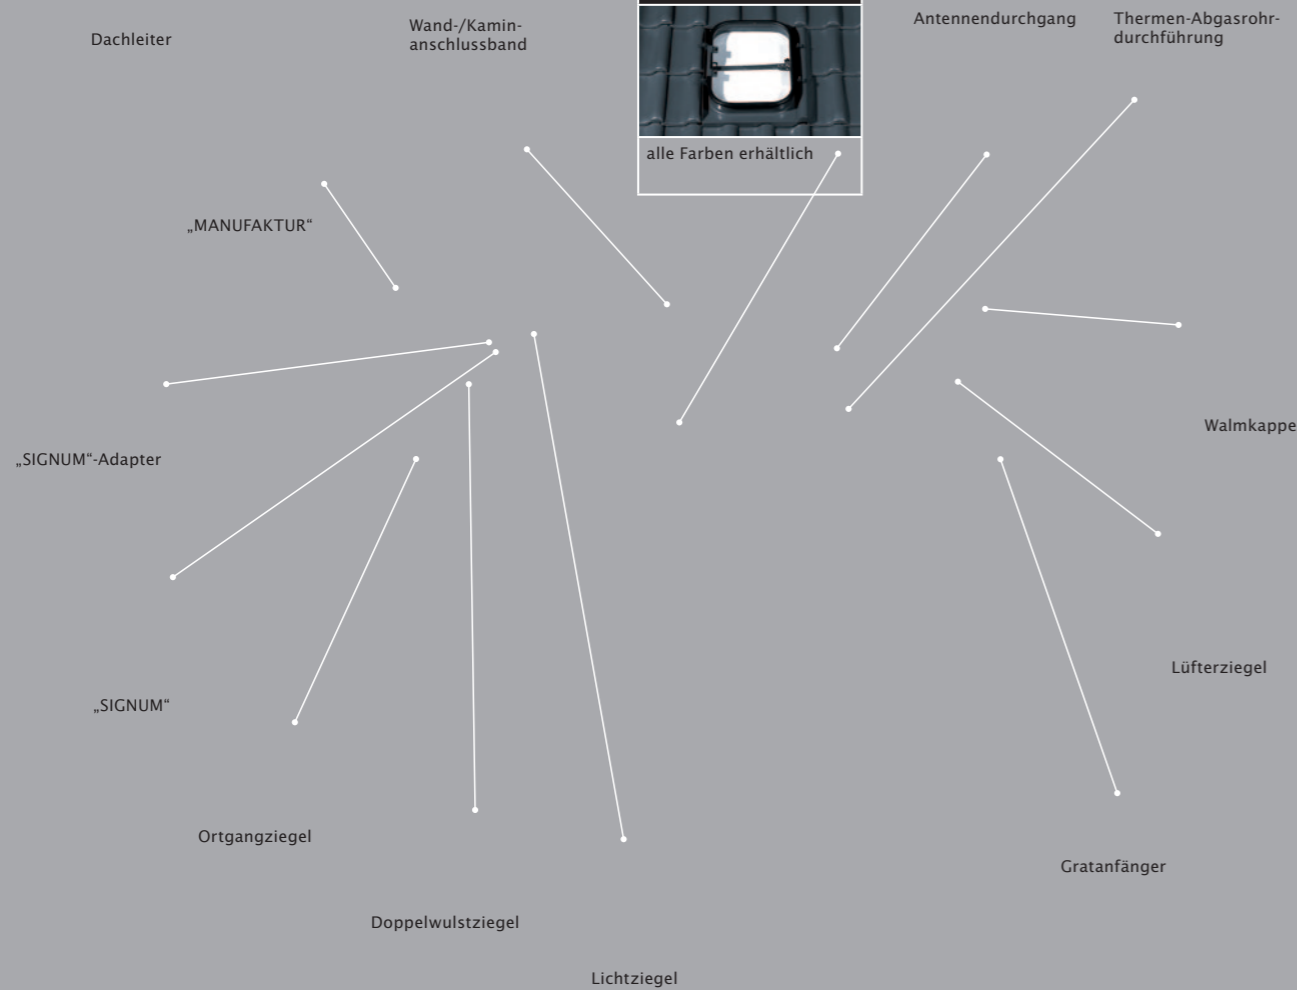 Dachleiter
Wand-/Kamin-
anschlussband
Antennendurchgang
Thermen-Abgasrohr-
durchführung
alle Farben erhältlich
„MANUFAKTUR“
Walmkappe
„SIGNUM“-Adapter
Lüfterziegel
„SIGNUM“
Ortgangziegel
Gratanfänger
Doppelwulstziegel
Lichtziegel